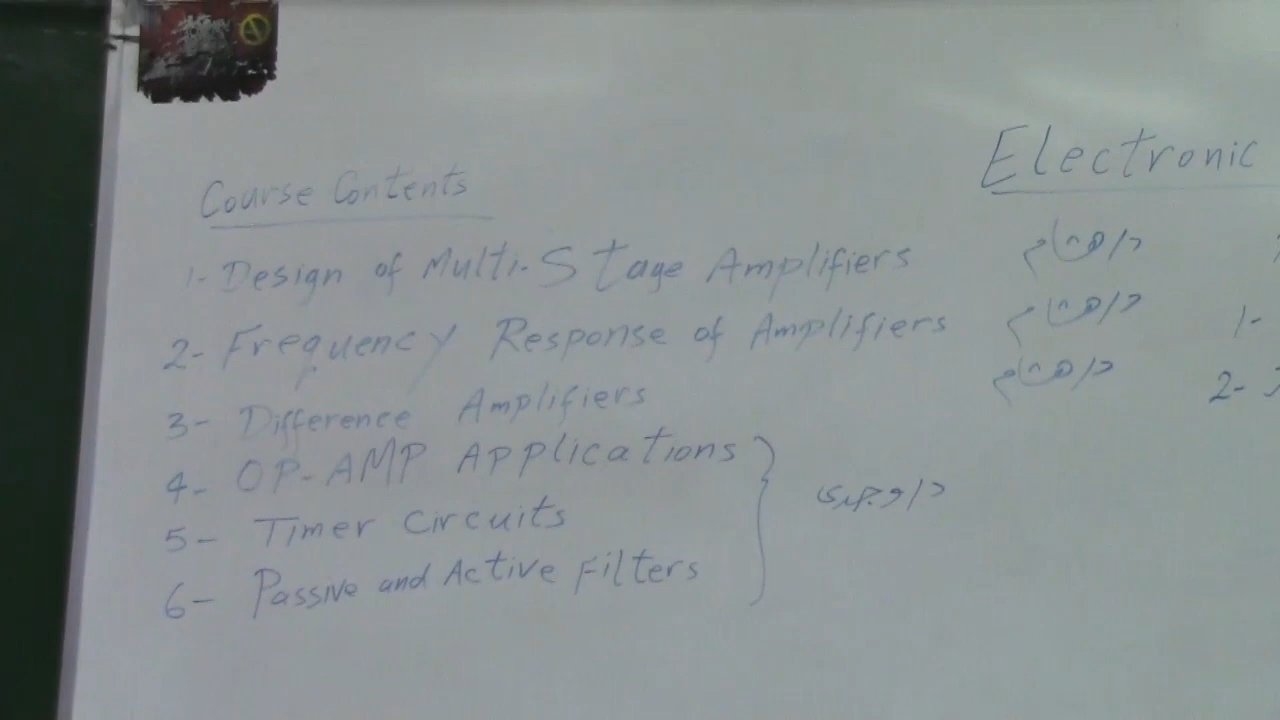 Course Contents
1- Design of Multi-Stage Amplifiers
2- Frequency Response of Amplifiers
3- Difference Amplifiers
4- OP-AMP Applications
5- Timer Circuits
6- Passive and Active Filters
Electronic
1-
2-